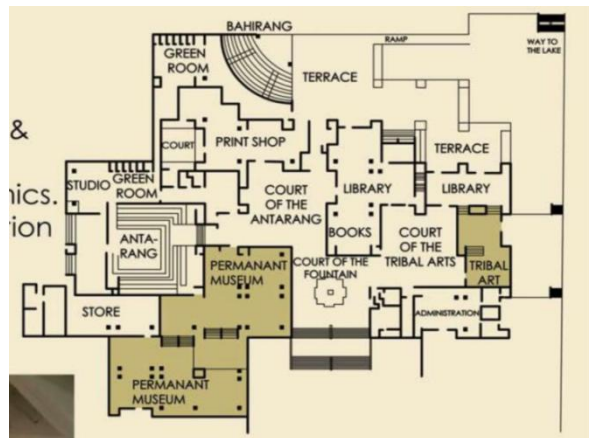 BAHIRANG
GREEN
ROOM
RAMP
WAY TO
THE LAKE
TERRACE
&
COURT
PRINT SHOP
TERRACE
STUDIO
GREEN
ROOM
nics.
tion
COURT
OF THE
ANTARANG
LIBRARY
LIBRARY
ANTA-
RANG
BOOKS
COURT
OF THE
TRIBAL ARTS
PERMANANT
MUSEUM
COURT OF THE
FOUNTAIN
TRIBAL
ART
STORE
ADMINISTRATION
PERMANANT
MUSEUM